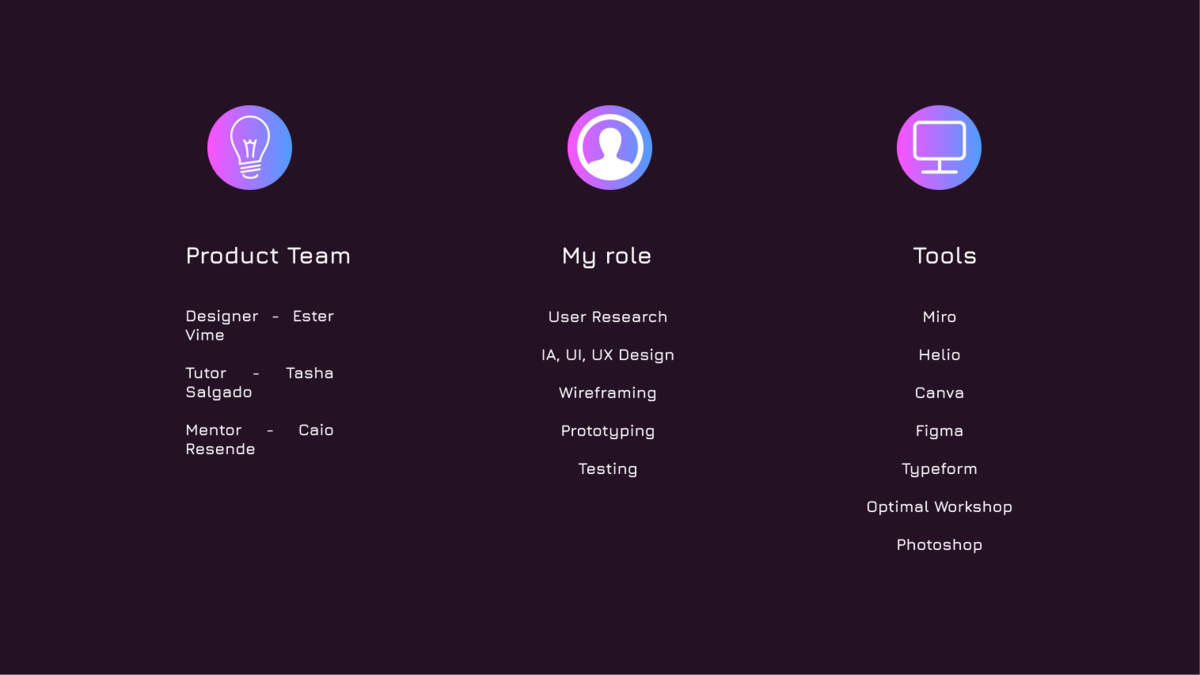 Product Team
Designer - Ester
Vime
Tutor - Tasha
Salgado
Mentor - Caio
Resende
My role
User Research
IA, UI, UX Design
Wireframing
Prototyping
Testing
Tools
Miro
Helio
Canva
Figma
Typeform
Optimal Workshop
Photoshop